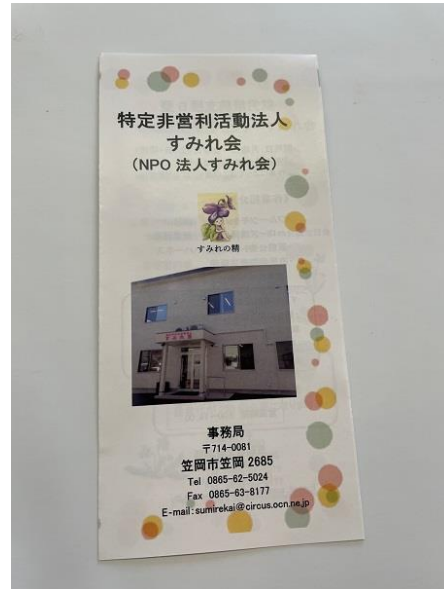 特定非営利活動法人
すみれ会
(NPO 法人すみれ会)
すみれの精
事務局
〒714-0081
笠岡市笠岡 2685
Tel 0865-62-5024
Fax 0865-63-8177
E-mail:sumirekai@circus.ocn.ne.jp